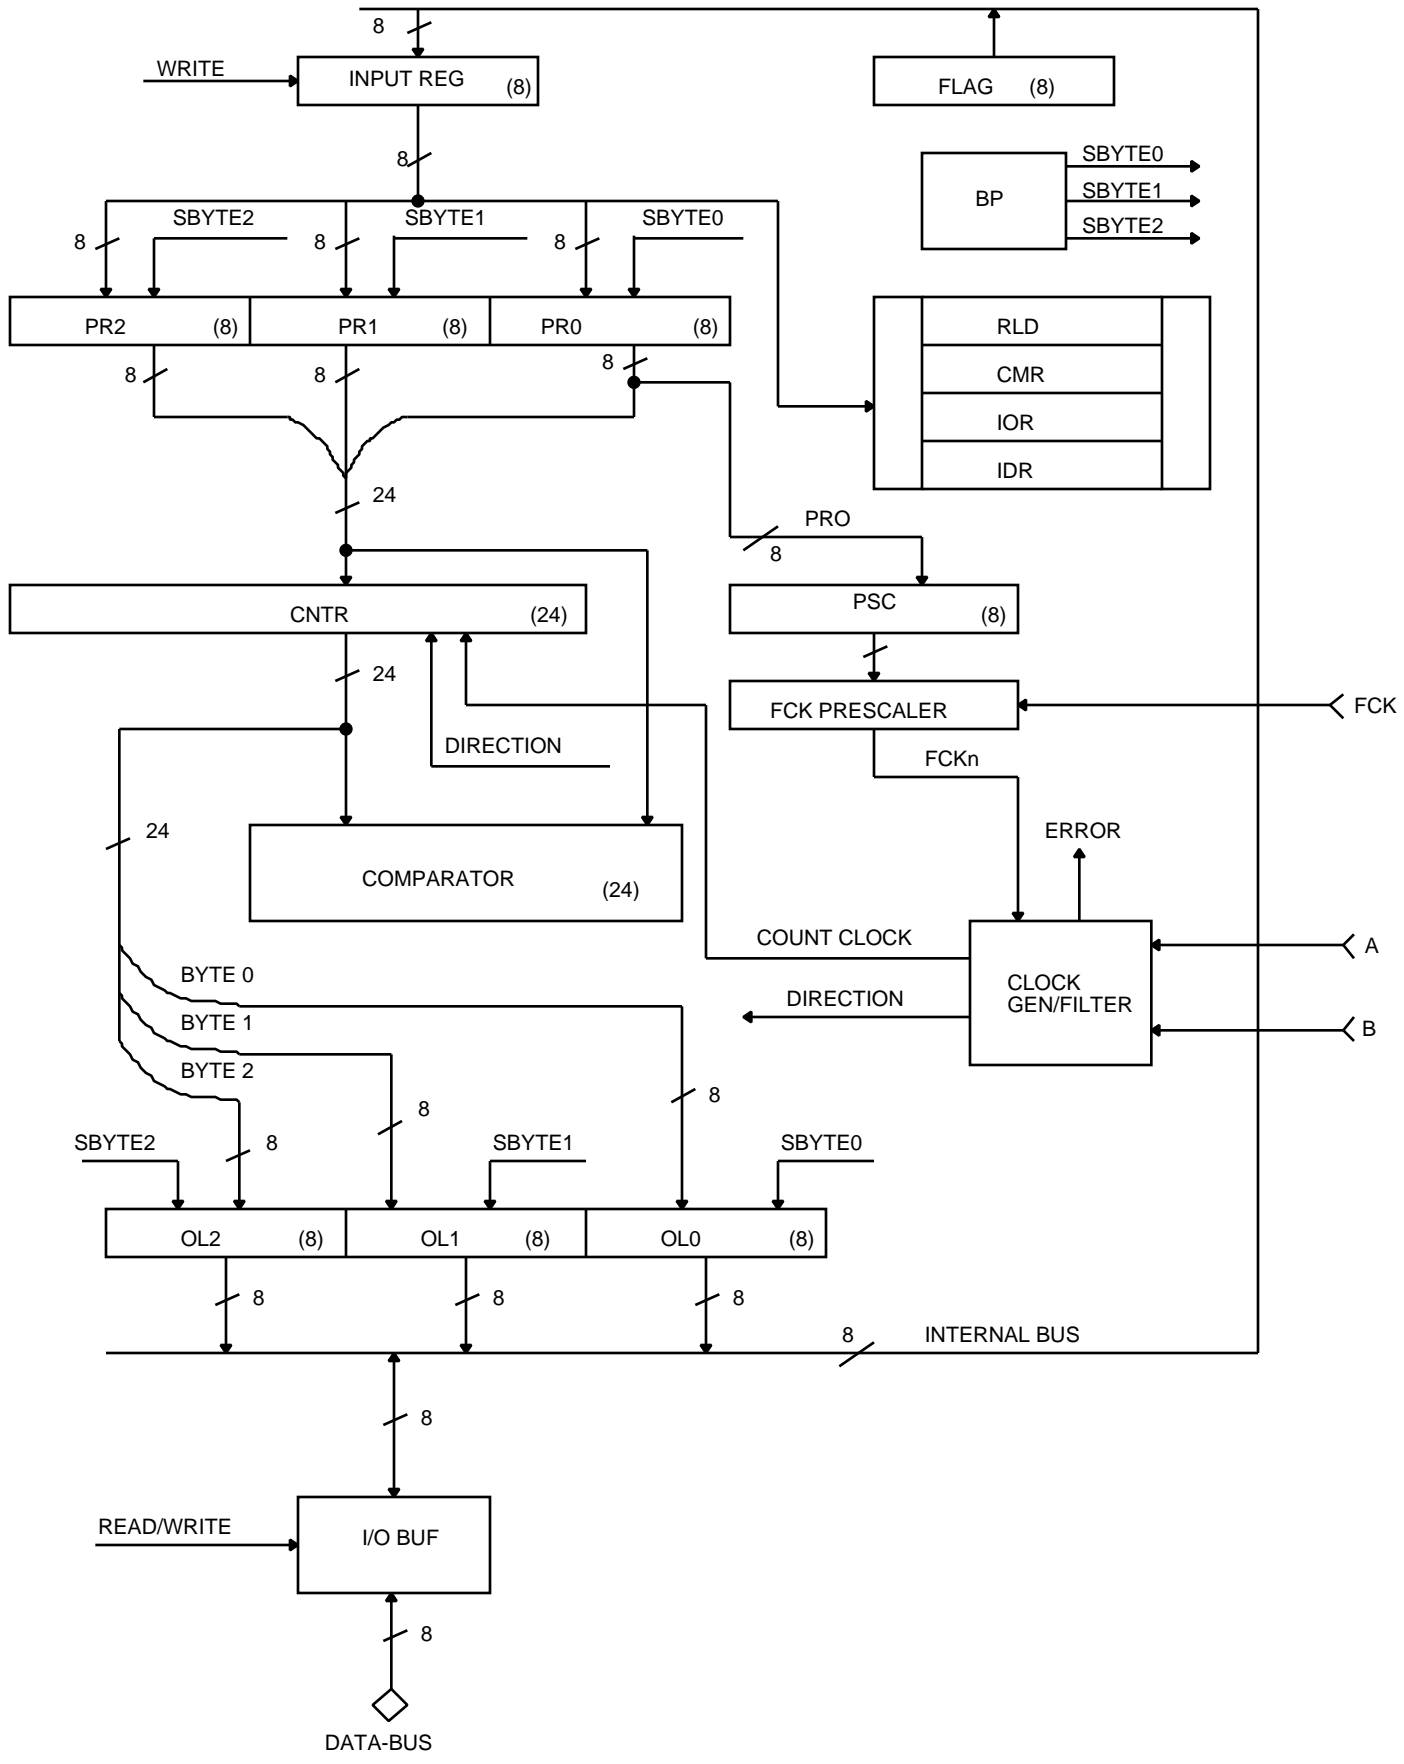 8
WRITE
INPUT REG (8)
FLAG (8)
8
SBYTE0
BP
SBYTE1
SBYTE2
SBYTE2
SBYTE1
SBYTE0
8
8
8
PR2 (8)
PR1 (8)
PR0 (8)
RLD
CMR
IOR
IDR
8
8
8
24
PRO
8
CNTR (24)
PSC (8)
24
FCK PRESCALER
FCK
DIRECTION
FCKn
24
ERROR
COMPARATOR (24)
COUNT CLOCK
A
BYTE 0
CLOCK
GEN/FILTER
DIRECTION
BYTE 1
B
BYTE 2
8
8
SBYTE2
8
SBYTE1
SBYTE0
OL2 (8)
OL1 (8)
OL0 (8)
8
8
8
8
INTERNAL BUS
8
READ/WRITE
I/O BUF
8
DATA-BUS